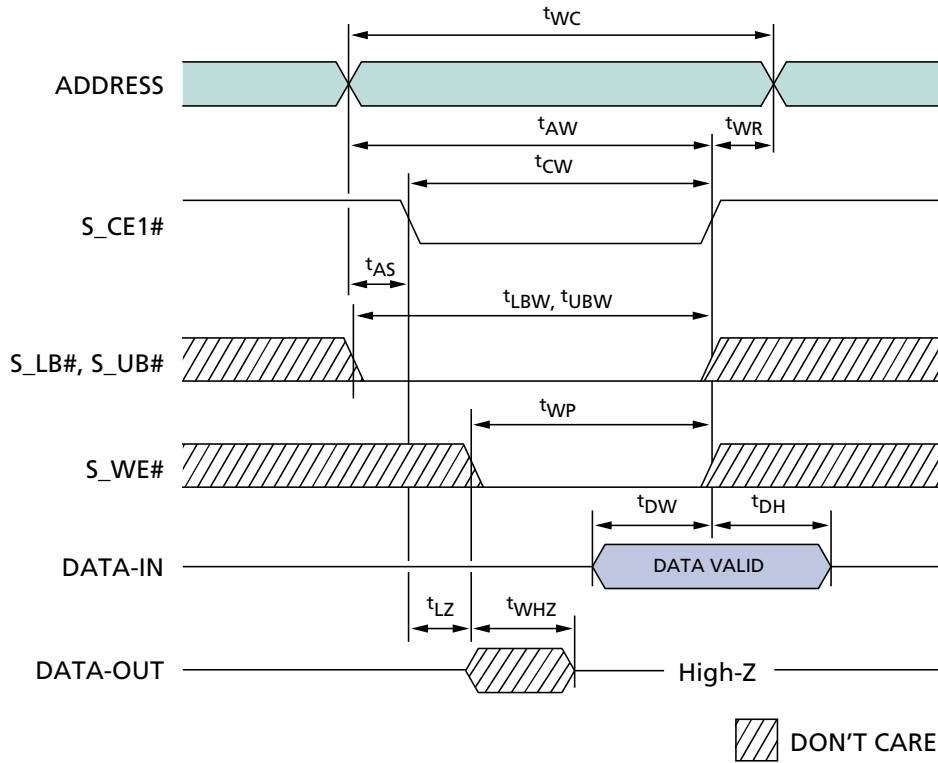 tWC
ADDRESS
tAW
tWR
tCW
S_CE1#
tAS
tLBW, tUBW
S_LB#, S_UB#
tWP
S_WE#
tDW
tDH
DATA-IN
DATA VALID
tLZ
tWHZ
DATA-OUT
High-Z
DON'T CARE